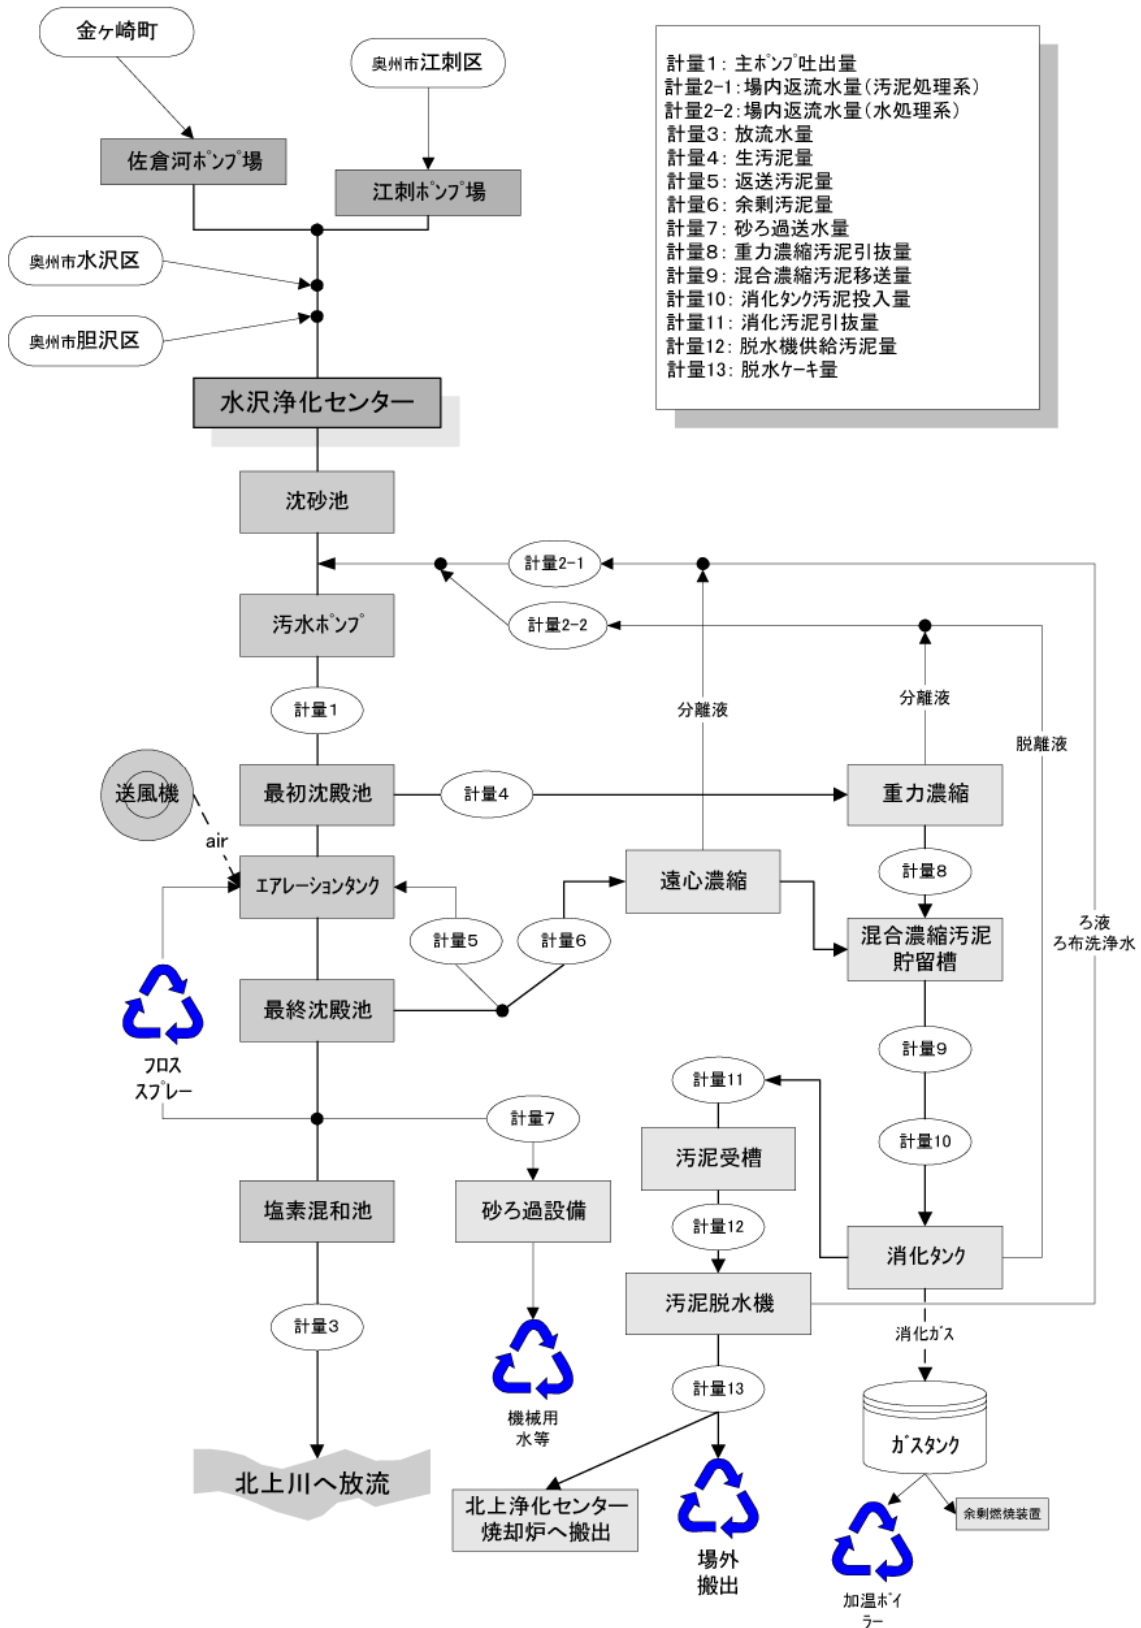 金ヶ崎町
奥州市江刺区
佐倉河ﾎﾟﾝﾌﾟ場
江刺ﾎﾟﾝﾌﾟ場
奥州市水沢区
奥州市胆沢区
水沢浄化センター
計量1：主ﾎﾟﾝﾌﾟ吐出量
計量2-1：場内返流水量（汚泥処理系）
計量2-2：場内返流水量（水処理系）
計量3：放流水量
計量4：生汚泥量
計量5：返送汚泥量
計量6：余剰汚泥量
計量7：砂ろ過送水量
計量8：重力濃縮汚泥引抜量
計量9：混合濃縮汚泥移送量
計量10：消化ﾀﾝｸ汚泥投入量
計量11：消化汚泥引抜量
計量12：脱水機供給汚泥量
計量13：脱水ｹｰｷ量
沈砂池
計量2-1
汚水ﾎﾟﾝﾌﾟ
計量2-2
計量1
分離液
分離液
脱離液
送風機
air
最初沈殿池
計量4
重力濃縮
計量8
エアレーションタンク
遠心濃縮
計量5
計量6
混合濃縮汚泥
貯留槽
ろ液
ろ布洗浄水
最終沈殿池
フロス
スプレー
計量9
計量11
計量7
計量10
汚泥受槽
塩素混和池
砂ろ過設備
計量12
消化ﾀﾝｸ
汚泥脱水機
計量3
消化ｶﾞｽ
計量13
機械用
水等
ｶﾞｽﾀﾝｸ
北上川へ放流
北上浄化センター
焼却炉へ搬出
余剰燃焼装置
場外
搬出
加温ﾎﾞｲ
ﾗｰ